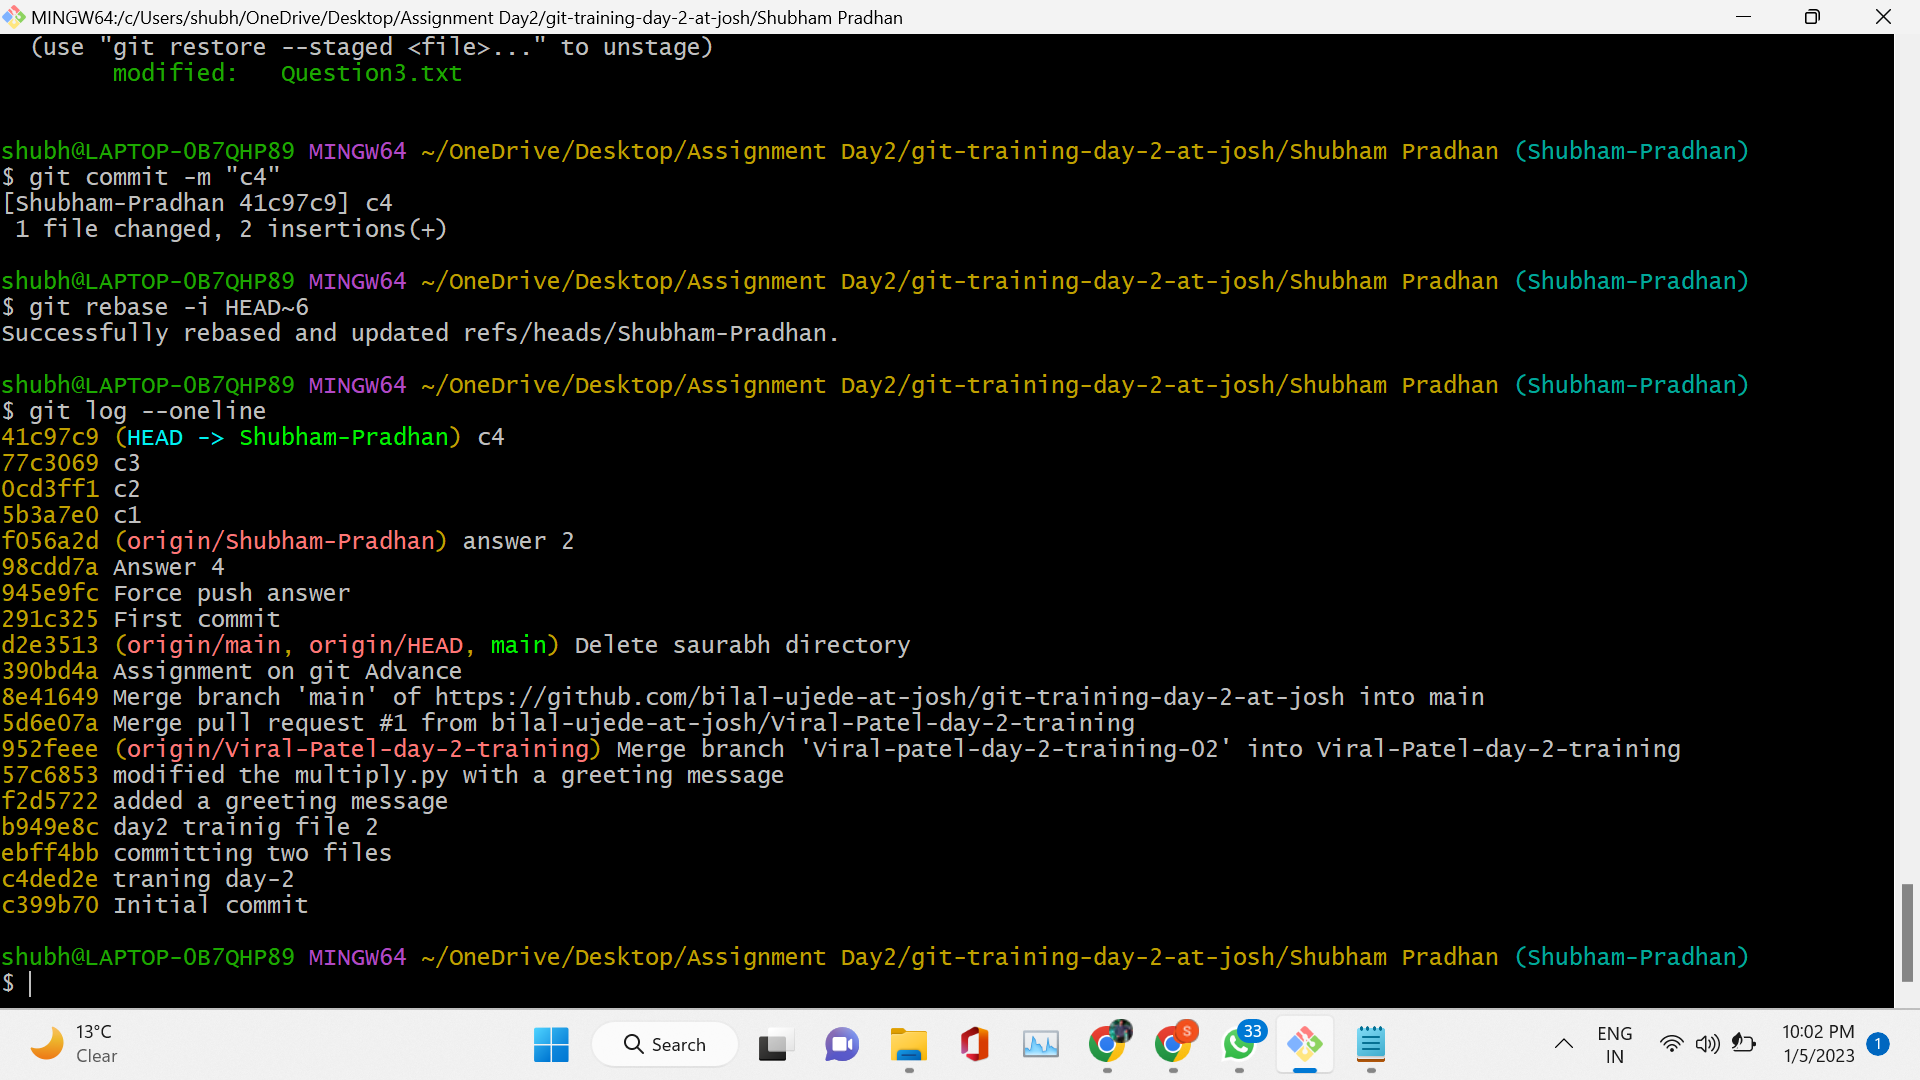 MINGW64:/c/Users/shubh/OneDrive/Desktop/Assignment Day2/git-training-day-2-at-josh/Shubham Pradhan
(use "git restore --staged <file>..." to unstage)
modified:   Question3.txt
shubh@LAPTOP-0B7QHP89 MINGW64 ~/OneDrive/Desktop/Assignment Day2/git-training-day-2-at-josh/Shubham Pradhan (Shubham-Pradhan)
$ git commit -m "c4"
[Shubham-Pradhan 41c97c9] c4
1 file changed, 2 insertions(+)
shubh@LAPTOP-0B7QHP89 MINGW64 ~/OneDrive/Desktop/Assignment Day2/git-training-day-2-at-josh/Shubham Pradhan (Shubham-Pradhan)
$ git rebase -i HEAD~6
Successfully rebased and updated refs/heads/Shubham-Pradhan.
shubh@LAPTOP-0B7QHP89 MINGW64 ~/OneDrive/Desktop/Assignment Day2/git-training-day-2-at-josh/Shubham Pradhan (Shubham-Pradhan)
$ git log --oneline
41c97c9 (HEAD -> Shubham-Pradhan) c4
77c3069 c3
0cd3ff1 c2
5b3a7e0 c1
f056a2d (origin/Shubham-Pradhan) answer 2
98cdd7a Answer 4
945e9fc Force push answer
291c325 First commit
d2e3513 (origin/main, origin/HEAD, main) Delete saurabh directory
390bd4a Assignment on git Advance
8e41649 Merge branch 'main' of https://github.com/bilal-ujede-at-josh/git-training-day-2-at-josh into main
5d6e07a Merge pull request #1 from bilal-ujede-at-josh/Viral-Patel-day-2-training
952feee (origin/Viral-Patel-day-2-training) Merge branch 'Viral-patel-day-2-training-02' into Viral-Patel-day-2-training
57c6853 modified the multiply.py with a greeting message
f2d5722 added a greeting message
b949e8c day2 trainig file 2
ebff4bb committing two files
c4ded2e traning day-2
c399b70 Initial commit
shubh@LAPTOP-0B7QHP89 MINGW64 ~/OneDrive/Desktop/Assignment Day2/git-training-day-2-at-josh/Shubham Pradhan (Shubham-Pradhan)
$
13°C
Clear
Search
S
33
ENG
IN
10:02 PM
1/5/2023
1